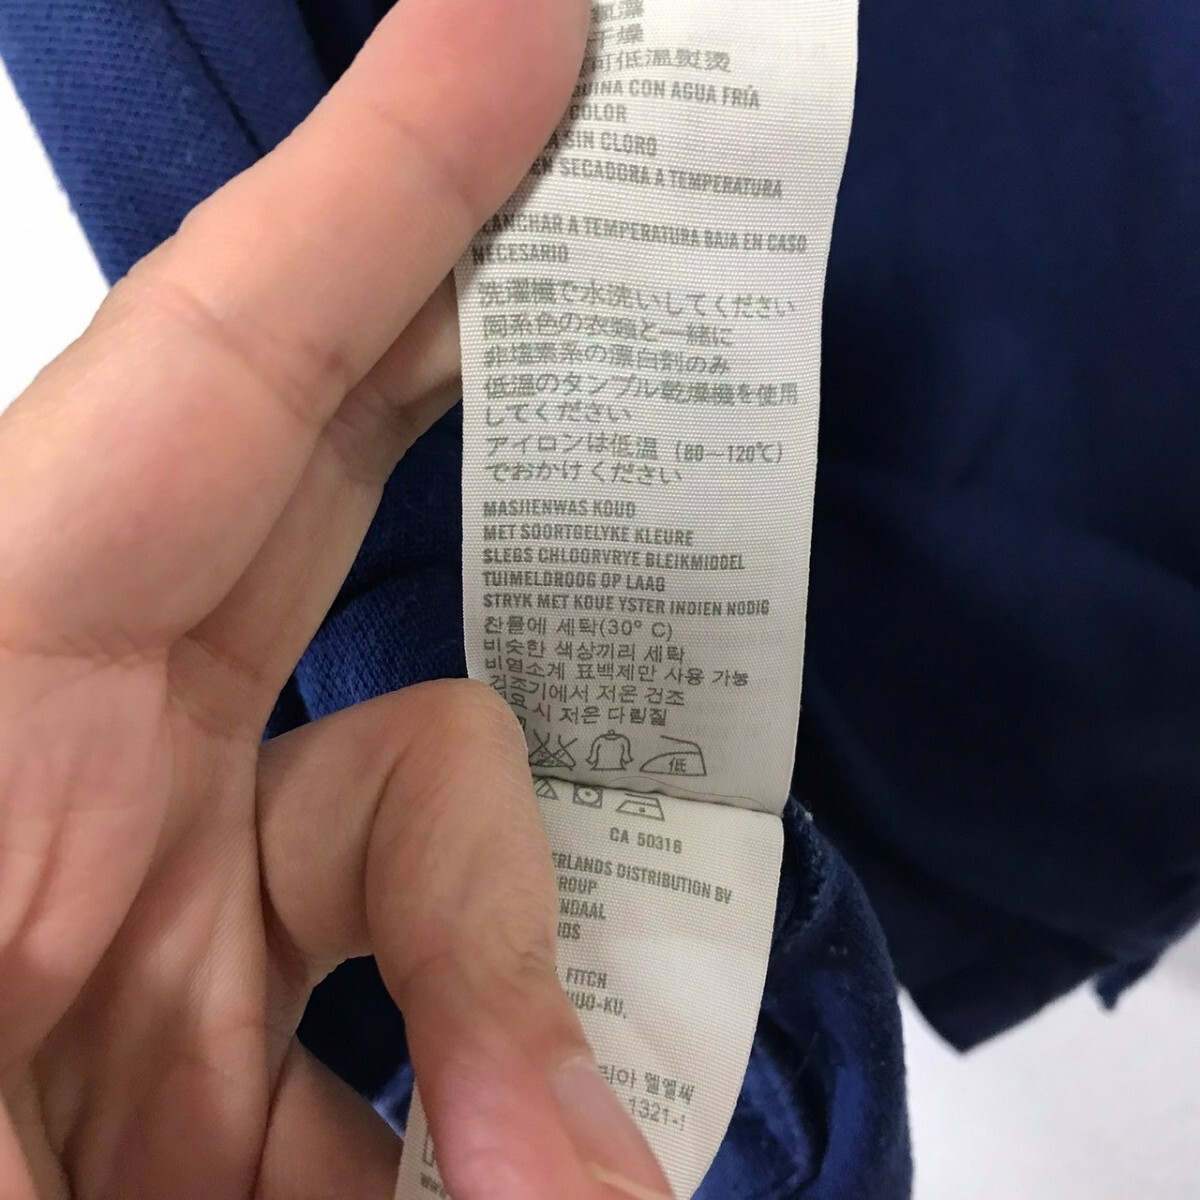 干燥
可低温熨烫
CON AGUA FRÍA
COLOR
SIN CLORO
EN SECADORA A TEMPERATURA
PLANCHAR A TEMPERATURA BAJA EN CASO
NECESARIO
洗濯機で水洗いしてください
同系色の衣類と一緒に
非塩素系の漂白剤のみ
低温のタンブル乾燥機を使用
してください
アイロンは低温 (80〜120℃)
でおかけください
MASJIENWAS KOUD
MET SOORTGELYKE KLEURE
SLEGS CHLOORVRYE BLEIKMIDDEL
TUIMELDROOG OP LAAG
STRYK MET KOUE YSTER INDIEN NODIG
찬물에 세탁(30° C)
비슷한 색상끼리 세탁
비염소계 표백제만 사용 가능
건조기에서 저온 건조
시 저온 다림질
低
CA 50316
DISTRIBUTION BV
FITCH
엘엘씨
1321-1